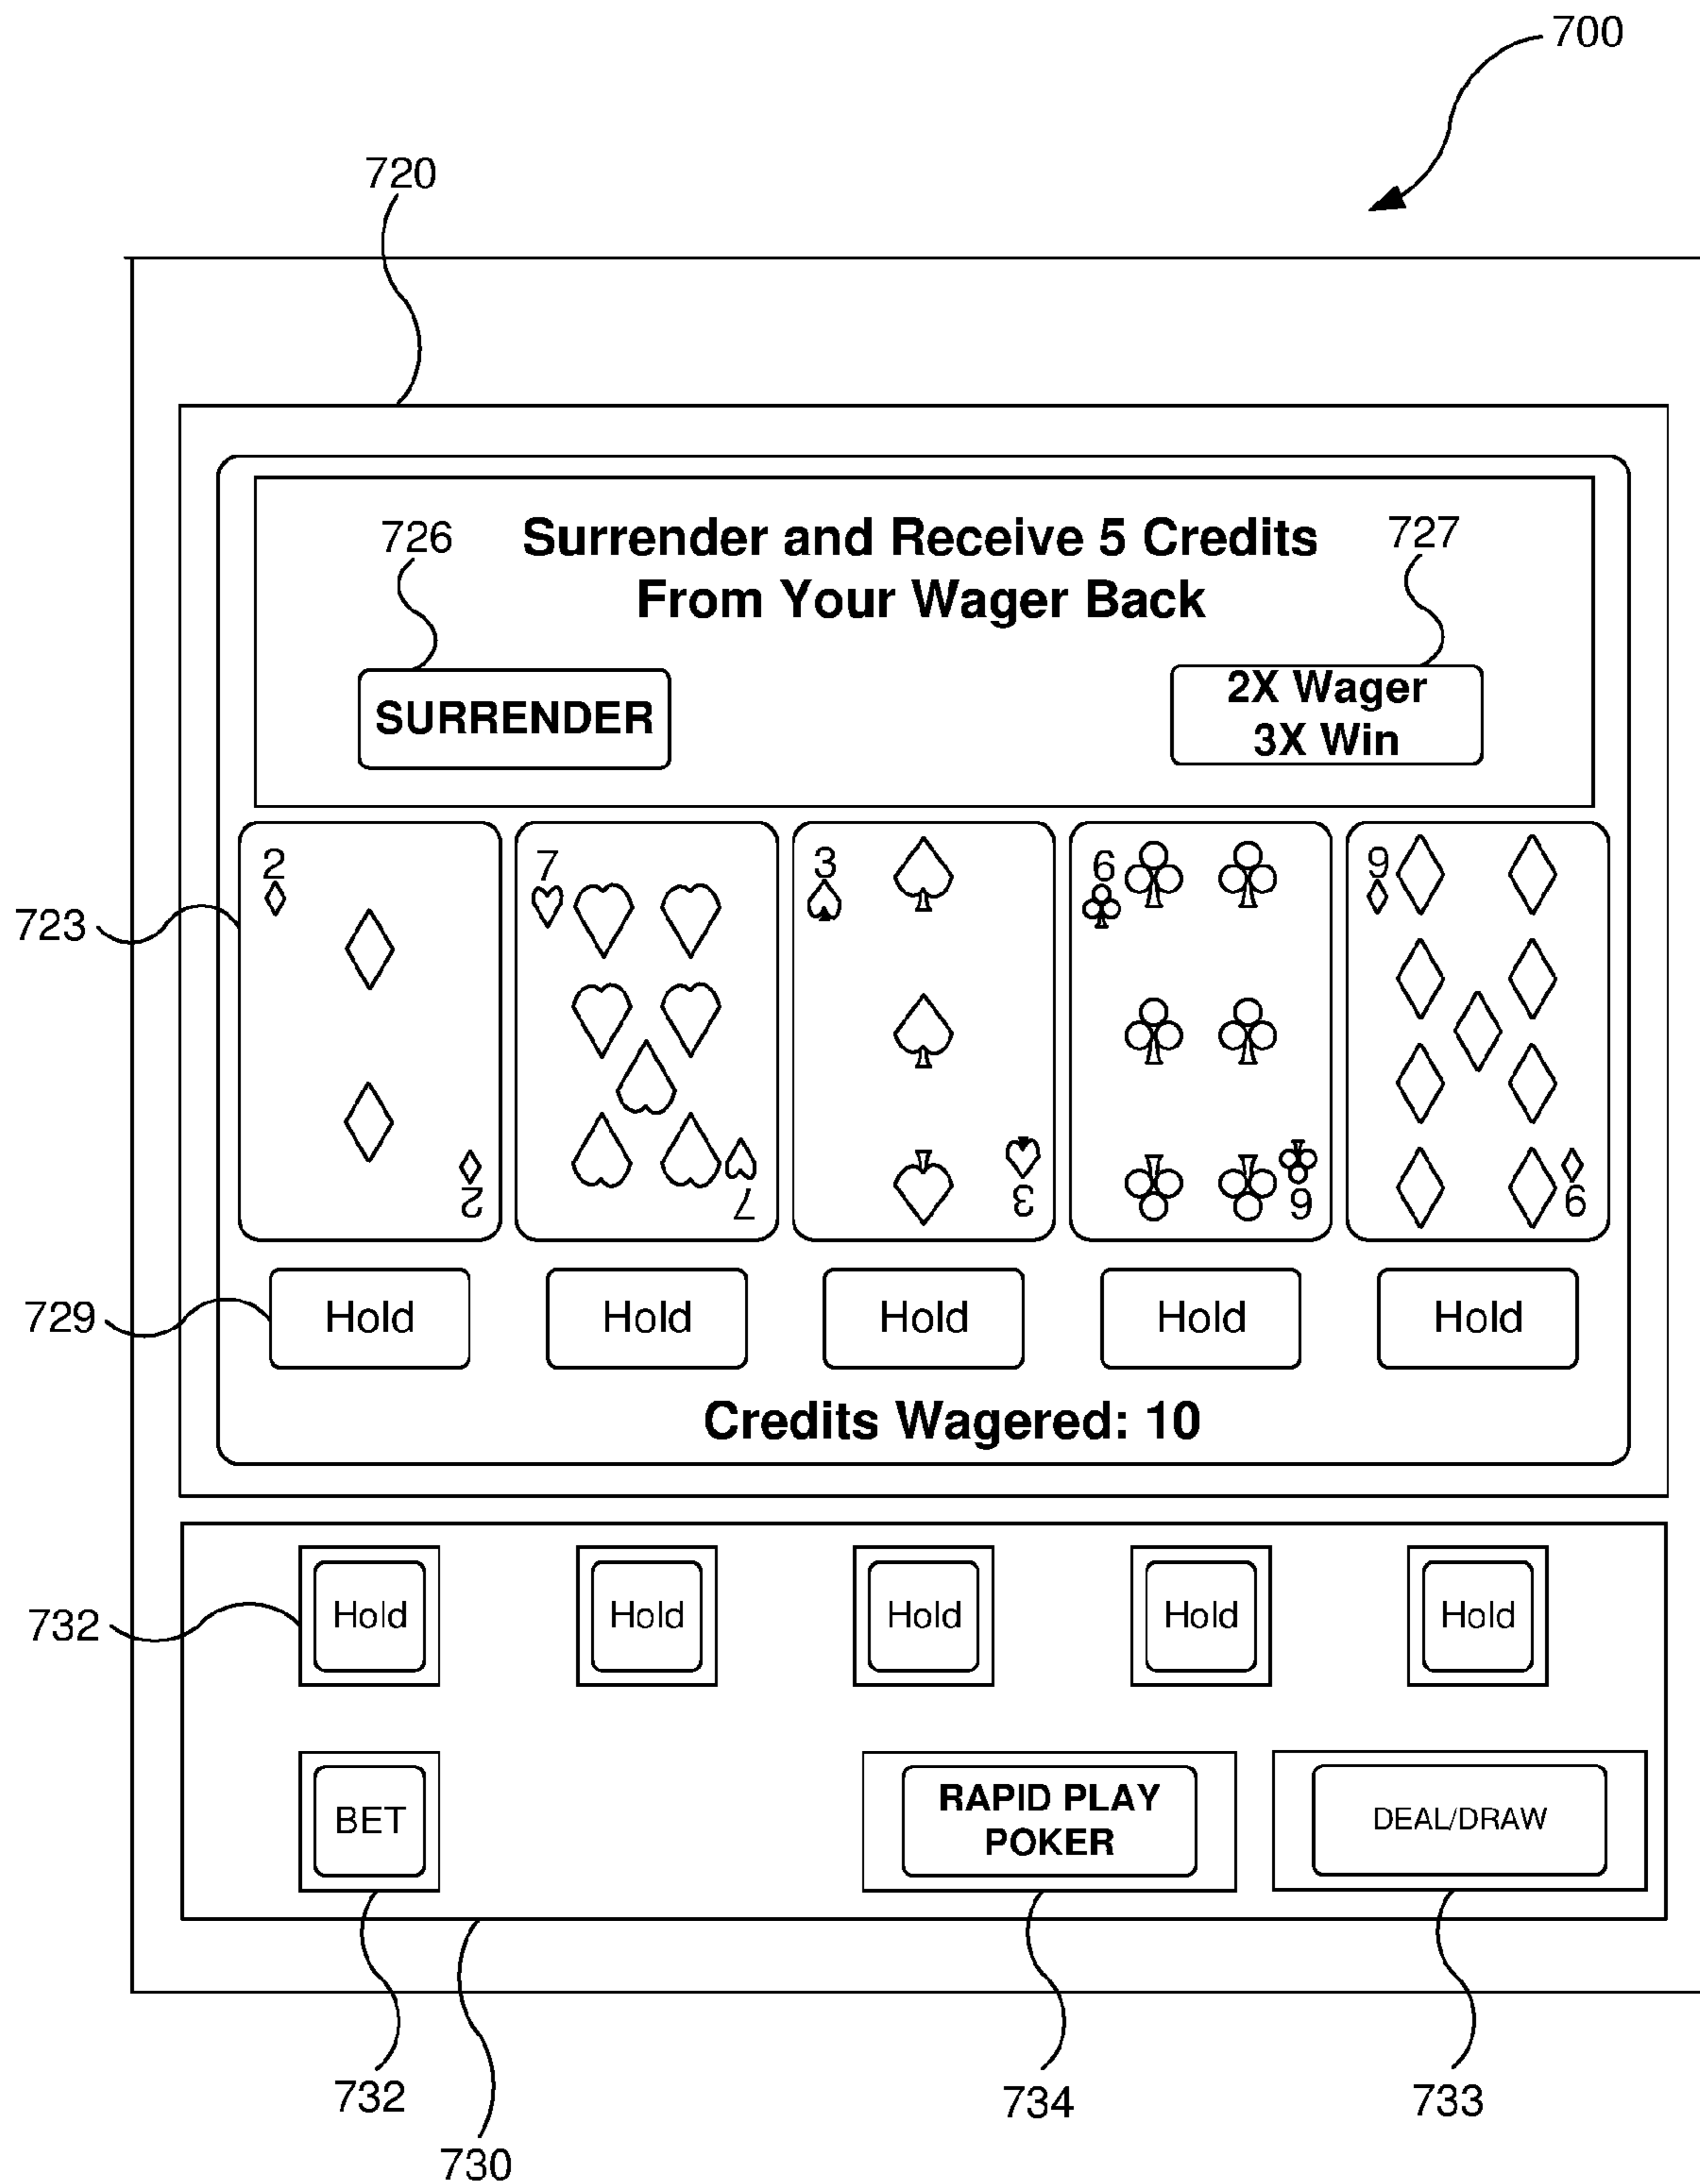 700
720
726
Surrender and Receive 5 Credits
From Your Wager Back
727
SURRENDER
2X Wager
3X Win
723
2
7
3
6
9
2
7
3
6
9
729
Hold Hold Hold Hold Hold
Credits Wagered: 10
732
Hold Hold Hold Hold Hold
BET
RAPID PLAY
POKER
DEAL/DRAW
732
734
733
730